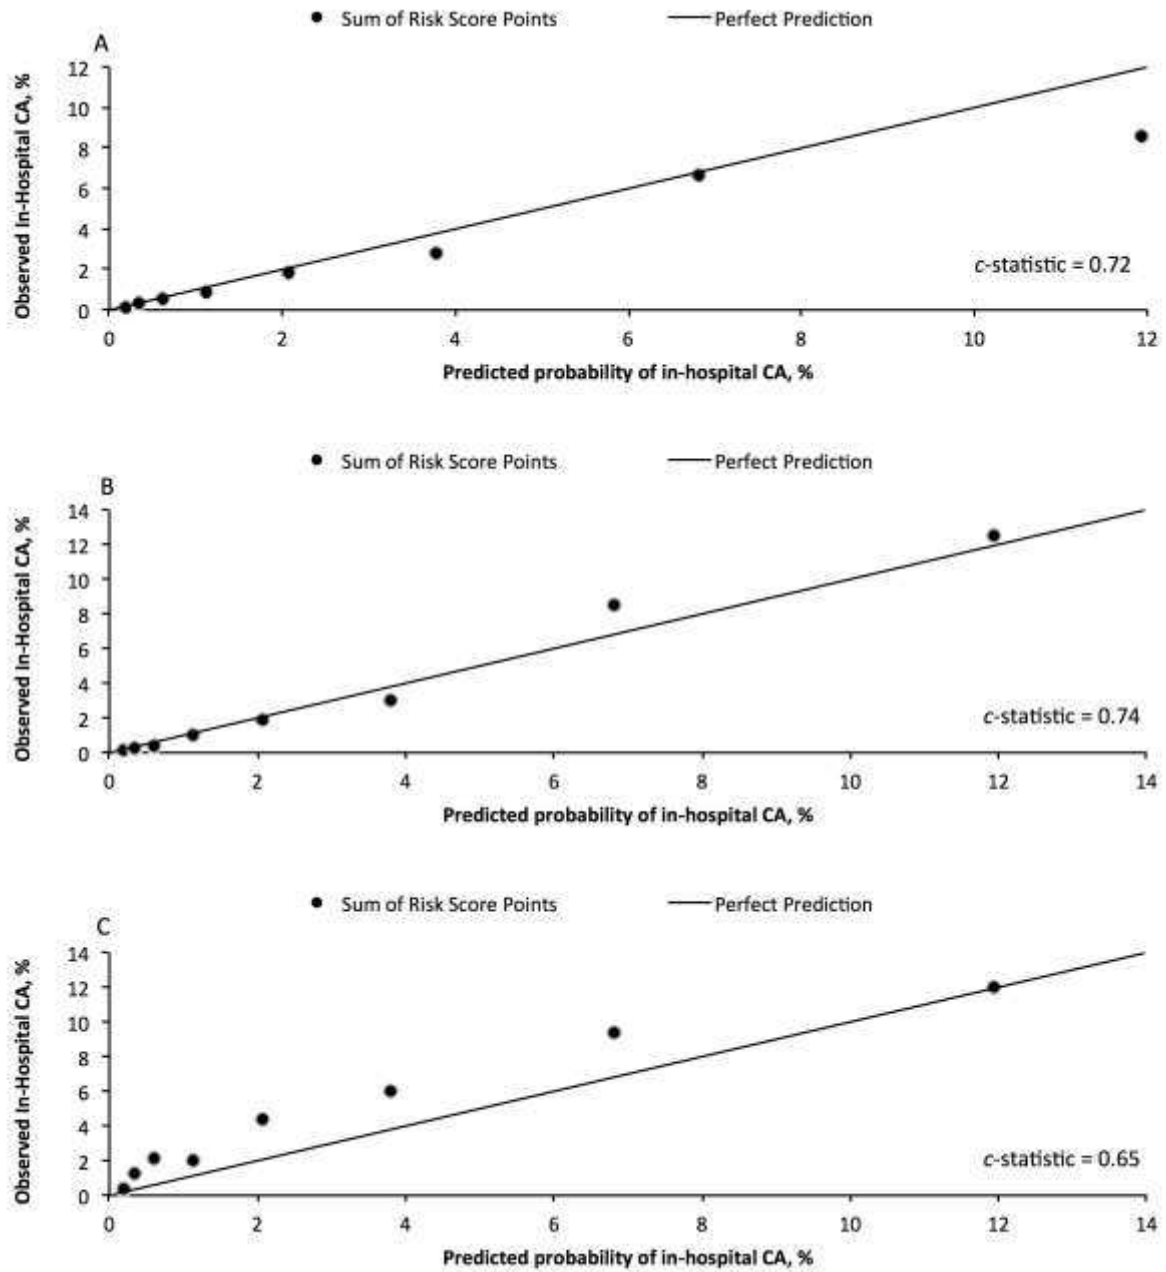 ● Sum of Risk Score Points — Perfect Prediction
A
Observed In-Hospital CA, %
12
10
8
6
4
2
0
c-statistic = 0.72
0 2 4 6 8 10 12
Predicted probability of in-hospital CA, %
● Sum of Risk Score Points — Perfect Prediction
B
Observed In-Hospital CA, %
14
12
10
8
6
4
2
0
c-statistic = 0.74
0 2 4 6 8 10 12 14
Predicted probability of in-hospital CA, %
● Sum of Risk Score Points — Perfect Prediction
C
Observed In-Hospital CA, %
14
12
10
8
6
4
2
0
c-statistic = 0.65
0 2 4 6 8 10 12 14
Predicted probability of in-hospital CA, %